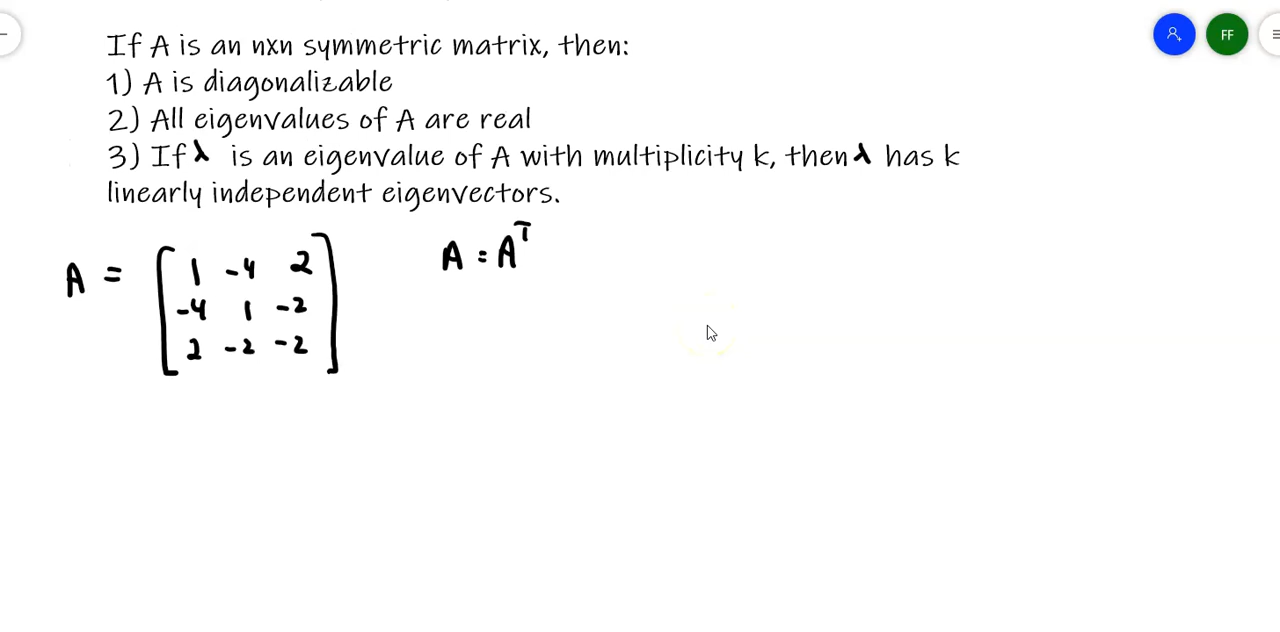 If A is an nxn symmetric matrix, then:
1) A is diagonalizable
2) All eigenvalues of A are real
3) If λ is an eigenvalue of A with multiplicity k, then λ has k
linearly independent eigenvectors.
A = [ 1 -4 2
-4 1 -2
2 -2 -2 ]
A = A^T
FF